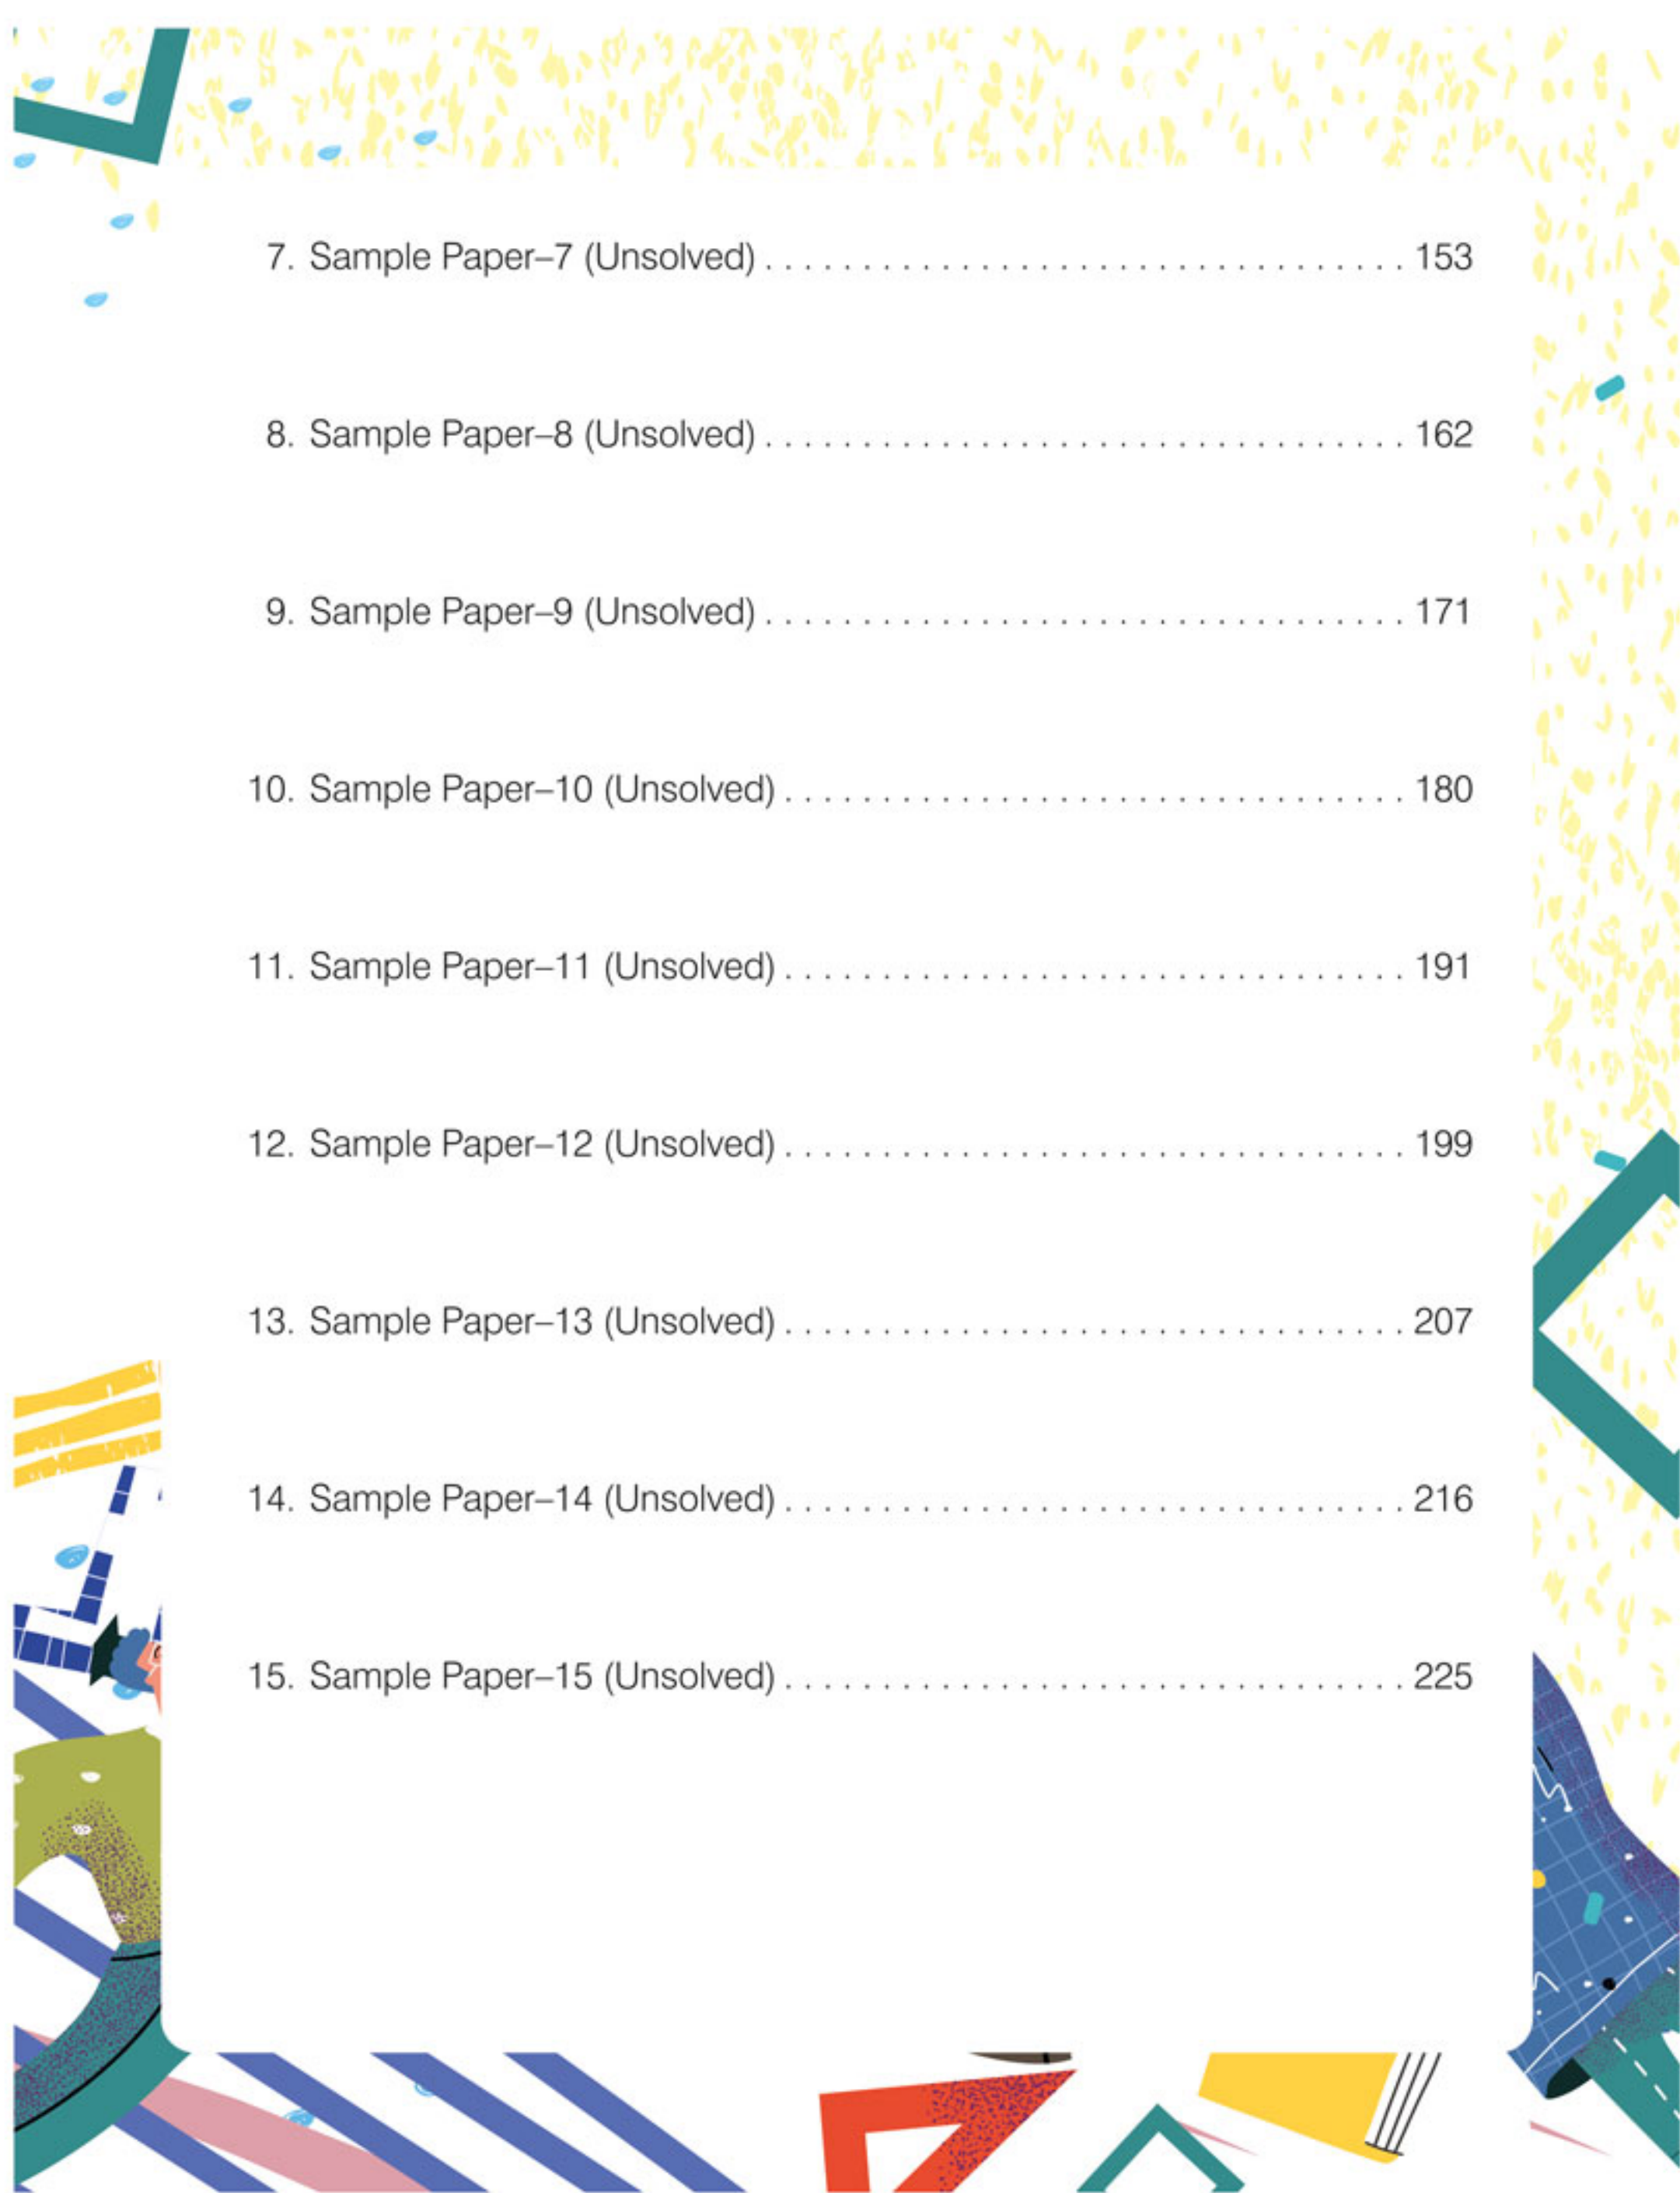 7. Sample Paper–7 (Unsolved) . . . . . . . . . . . . . . . . . . . . . . . . . . . . . . . . . 153
8. Sample Paper–8 (Unsolved) . . . . . . . . . . . . . . . . . . . . . . . . . . . . . . . . . 162
9. Sample Paper–9 (Unsolved) . . . . . . . . . . . . . . . . . . . . . . . . . . . . . . . . . 171
10. Sample Paper–10 (Unsolved) . . . . . . . . . . . . . . . . . . . . . . . . . . . . . . . . 180
11. Sample Paper–11 (Unsolved) . . . . . . . . . . . . . . . . . . . . . . . . . . . . . . . . 191
12. Sample Paper–12 (Unsolved) . . . . . . . . . . . . . . . . . . . . . . . . . . . . . . . . 199
13. Sample Paper–13 (Unsolved) . . . . . . . . . . . . . . . . . . . . . . . . . . . . . . . . 207
14. Sample Paper–14 (Unsolved) . . . . . . . . . . . . . . . . . . . . . . . . . . . . . . . . 216
15. Sample Paper–15 (Unsolved) . . . . . . . . . . . . . . . . . . . . . . . . . . . . . . . . 225